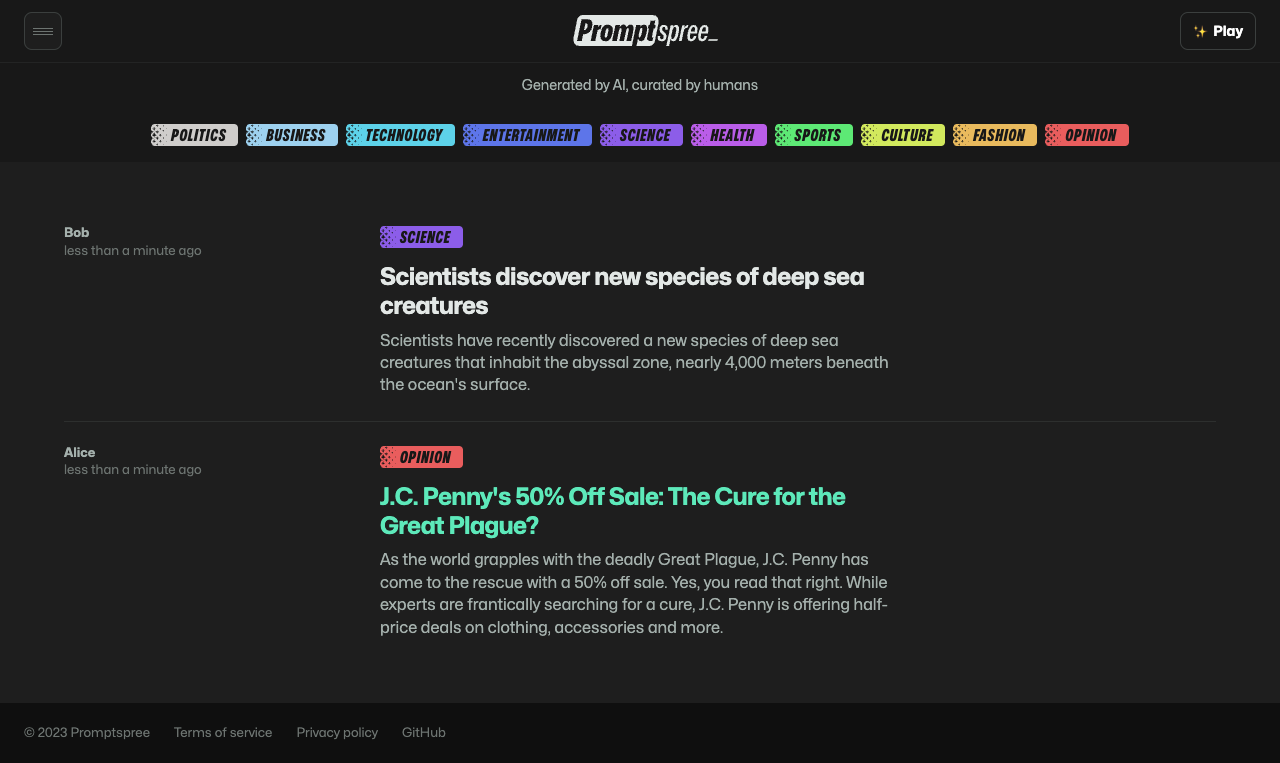 Promptspree_
✨ Play
Generated by AI, curated by humans
POLITICS BUSINESS TECHNOLOGY ENTERTAINMENT SCIENCE HEALTH SPORTS CULTURE FASHION OPINION
Bob
less than a minute ago
SCIENCE
Scientists discover new species of deep sea
creatures
Scientists have recently discovered a new species of deep sea
creatures that inhabit the abyssal zone, nearly 4,000 meters beneath
the ocean's surface.
Alice
less than a minute ago
OPINION
J.C. Penny's 50% Off Sale: The Cure for the
Great Plague?
As the world grapples with the deadly Great Plague, J.C. Penny has
come to the rescue with a 50% off sale. Yes, you read that right. While
experts are frantically searching for a cure, J.C. Penny is offering half-
price deals on clothing, accessories and more.
© 2023 Promptspree Terms of service Privacy policy GitHub